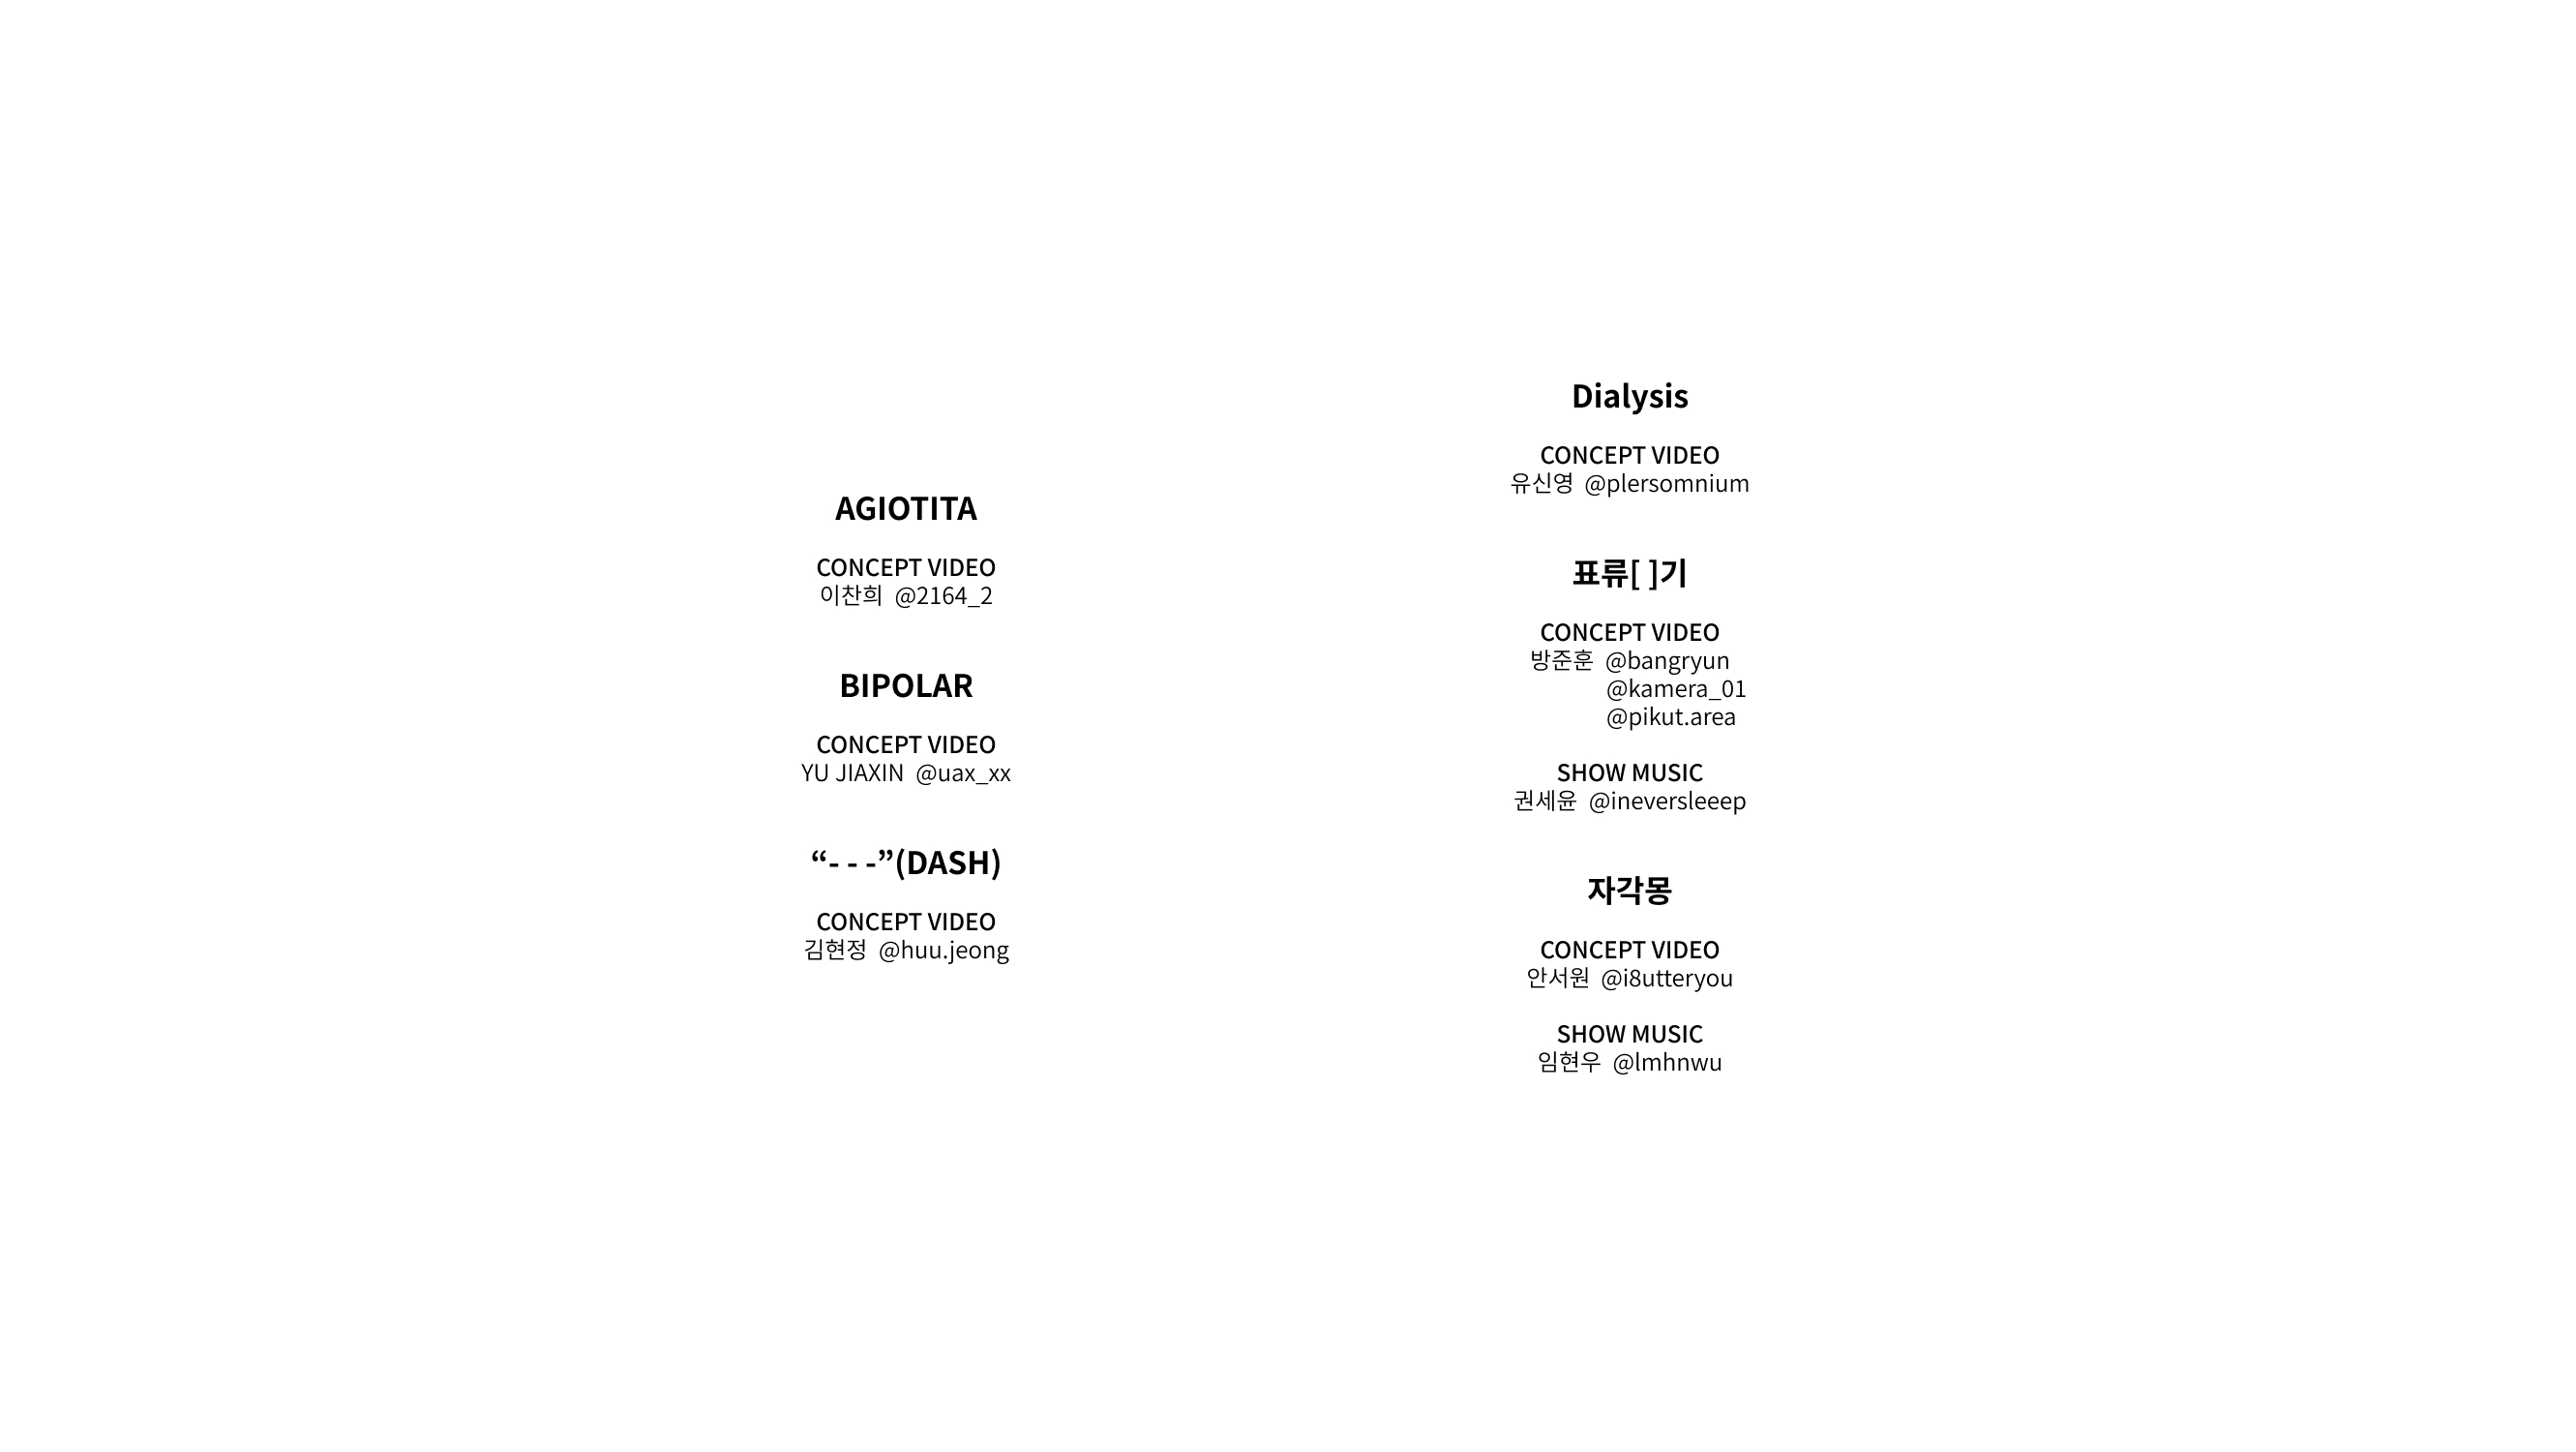 AGIOTITA
CONCEPT VIDEO
이찬희 @2164_2
BIPOLAR
CONCEPT VIDEO
YU JIAXIN @uax_xx
“- - -”(DASH)
CONCEPT VIDEO
김현정 @huu.jeong
Dialysis
CONCEPT VIDEO
유신영 @plersomnium
표류[ ]기
CONCEPT VIDEO
방준훈 @bangryun
@kamera_01
@pikut.area
SHOW MUSIC
권세윤 @ineversleeep
자각몽
CONCEPT VIDEO
안서원 @i8utteryou
SHOW MUSIC
임현우 @lmhnwu